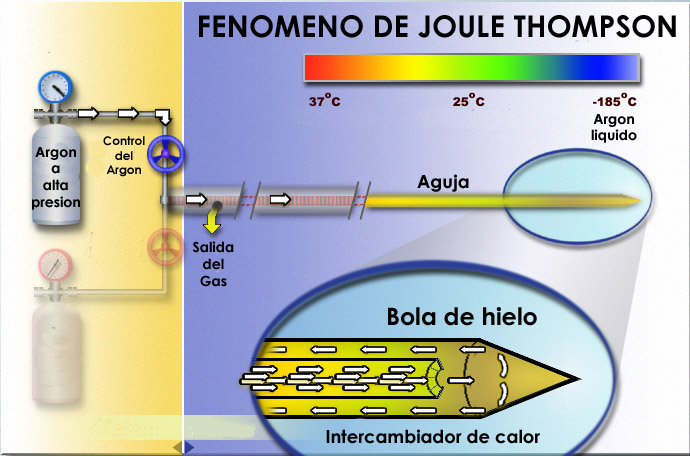 FENOMENO DE JOULE THOMPSON
37°C
25°C
-185°C
Argon
liquido
Argon
a
alta
presion
Control
del
Argon
Aguja
Salida
del
Gas
Bola de hielo
Intercambiador de calor